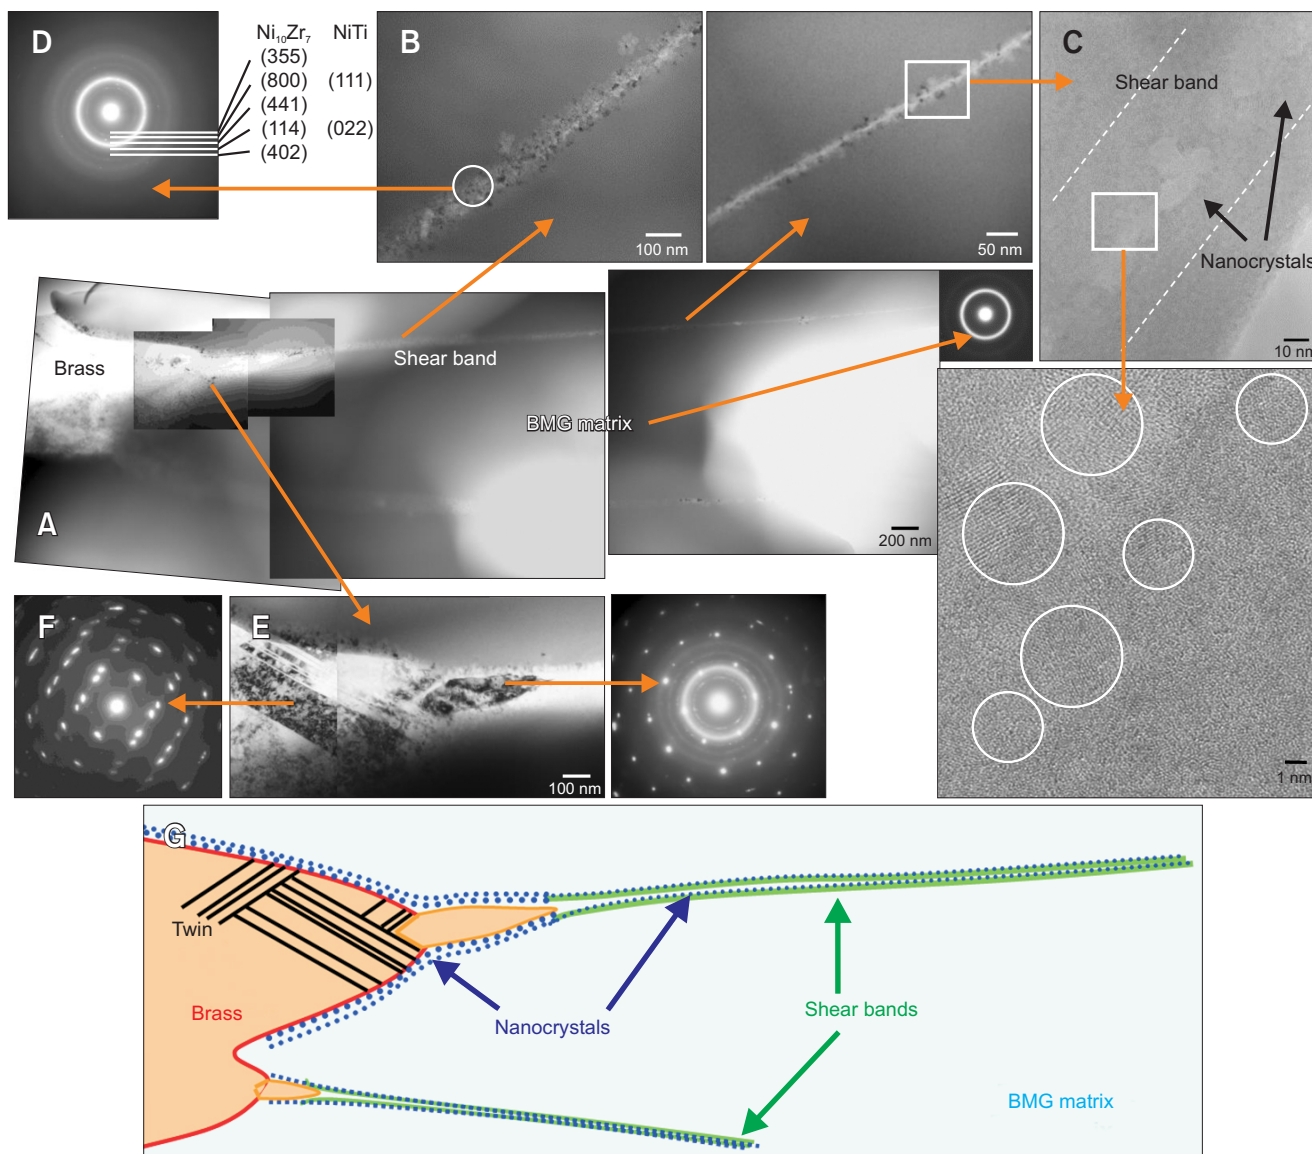 D
Ni10Zr7 NiTi
(355)
(800) (111)
(441)
(114) (022)
(402)
B
100 nm
50 nm
C
Shear band
Nanocrystals
10 nm
Brass
Shear band
A
BMG matrix
200 nm
1 nm
F
E
100 nm
G
Twin
Brass
Nanocrystals
Shear bands
BMG matrix